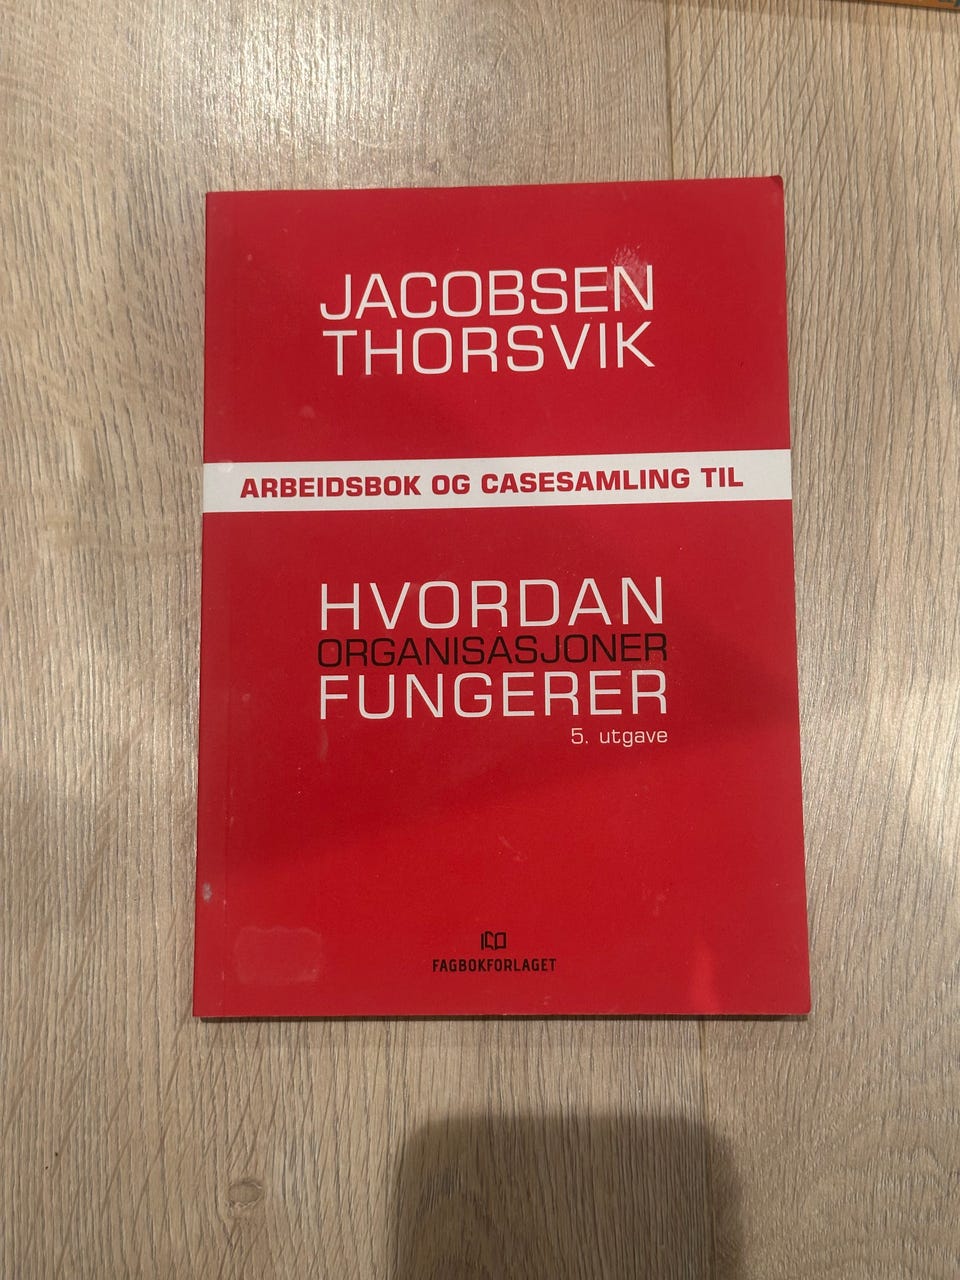 JACOBSEN
THORSVIK
ARBEIDSBOK OG CASESAMLING TIL
HVORDAN
ORGANISASJONER
FUNGERER
5. utgave
FAGBOKFORLAGET